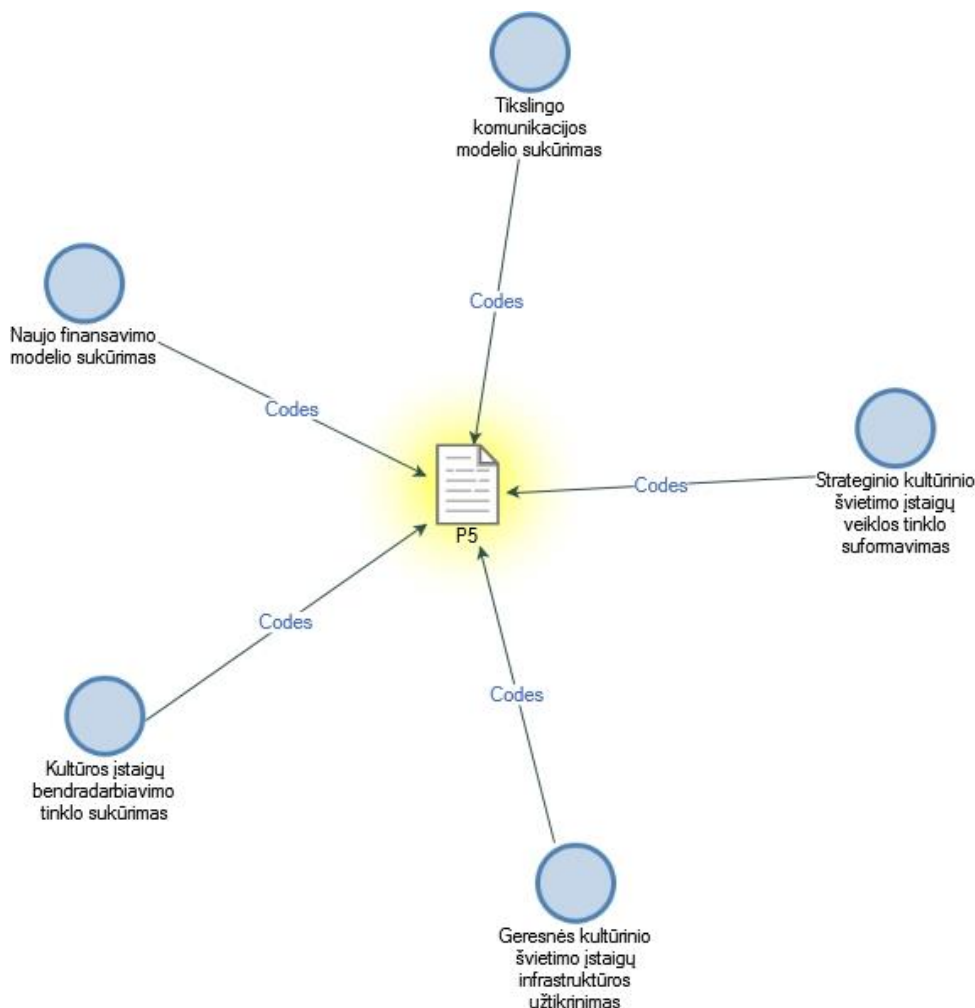 Tikslingo
komunikacijos
modelio sukūrimas
Codes
Naujo finansavimo
modelio sukūrimas
Codes
Strateginio kultūrinio
švietimo įstaigų
veiklos tinklo
suformavimas
Codes
P5
Codes
Kultūros įstaigų
bendradarbiavimo
tinklo sukūrimas
Codes
Geresnės kultūrinio
švietimo įstaigų
infrastruktūros
užtikrinimas